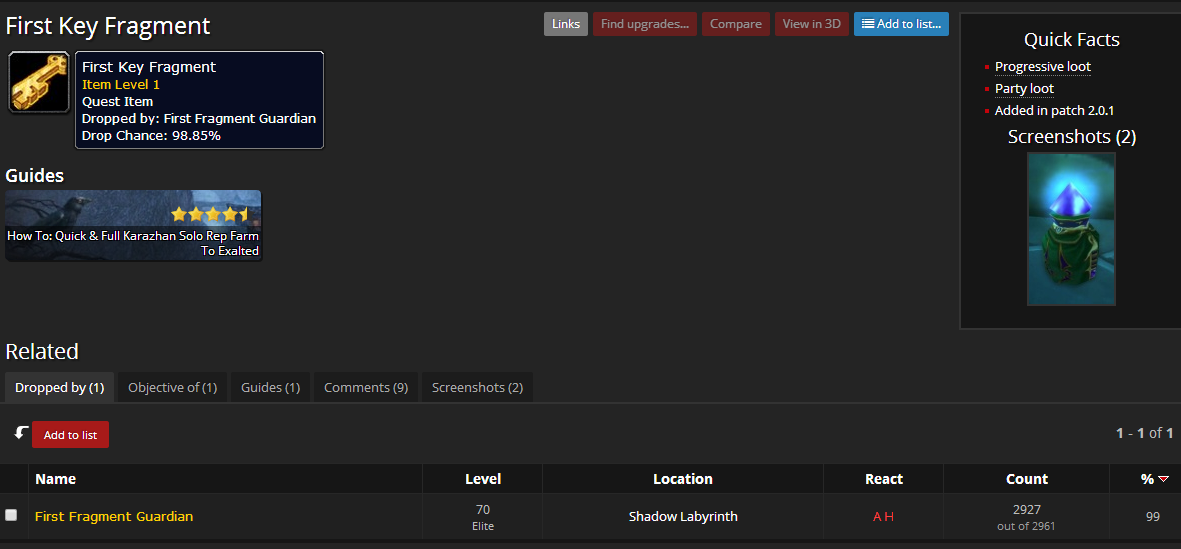 First Key Fragment
Links
Find upgrades...
Compare
View in 3D
Add to list...
First Key Fragment
Item Level 1
Quest Item
Dropped by: First Fragment Guardian
Drop Chance: 98.85%
Quick Facts
Progressive loot
Party loot
Added in patch 2.0.1
Screenshots (2)
Guides
How To: Quick & Full Karazhan Solo Rep Farm
To Exalted
Related
Dropped by (1) Objective of (1) Guides (1) Comments (9) Screenshots (2)
Add to list
1 - 1 of 1
Name Level Location React Count %
First Fragment Guardian 70 Shadow Labyrinth A H 2927 99
Elite out of 2961